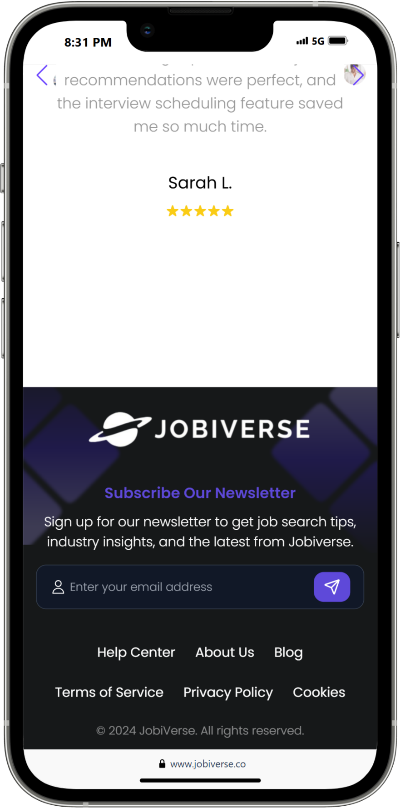 8:31 PM
5G
recommendations were perfect, and
the interview scheduling feature saved
me so much time.
Sarah L.
JOBIVERSE
Subscribe Our Newsletter
Sign up for our newsletter to get job search tips,
industry insights, and the latest from Jobiverse.
Enter your email address
Help Center
About Us
Blog
Terms of Service
Privacy Policy
Cookies
© 2024 JobiVerse. All rights reserved.
www.jobiverse.co